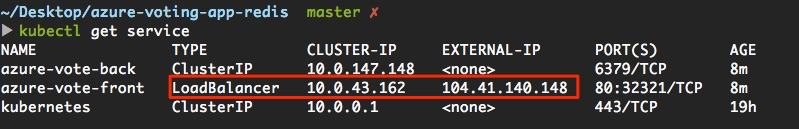 ~/Desktop/azure-voting-app-redis master ✗
▶ kubectl get service
NAME TYPE CLUSTER-IP EXTERNAL-IP PORT(S) AGE
azure-vote-back ClusterIP 10.0.147.148 <none> 6379/TCP 8m
azure-vote-front LoadBalancer 10.0.43.162 104.41.140.148 80:32321/TCP 8m
kubernetes ClusterIP 10.0.0.1 <none> 443/TCP 19h